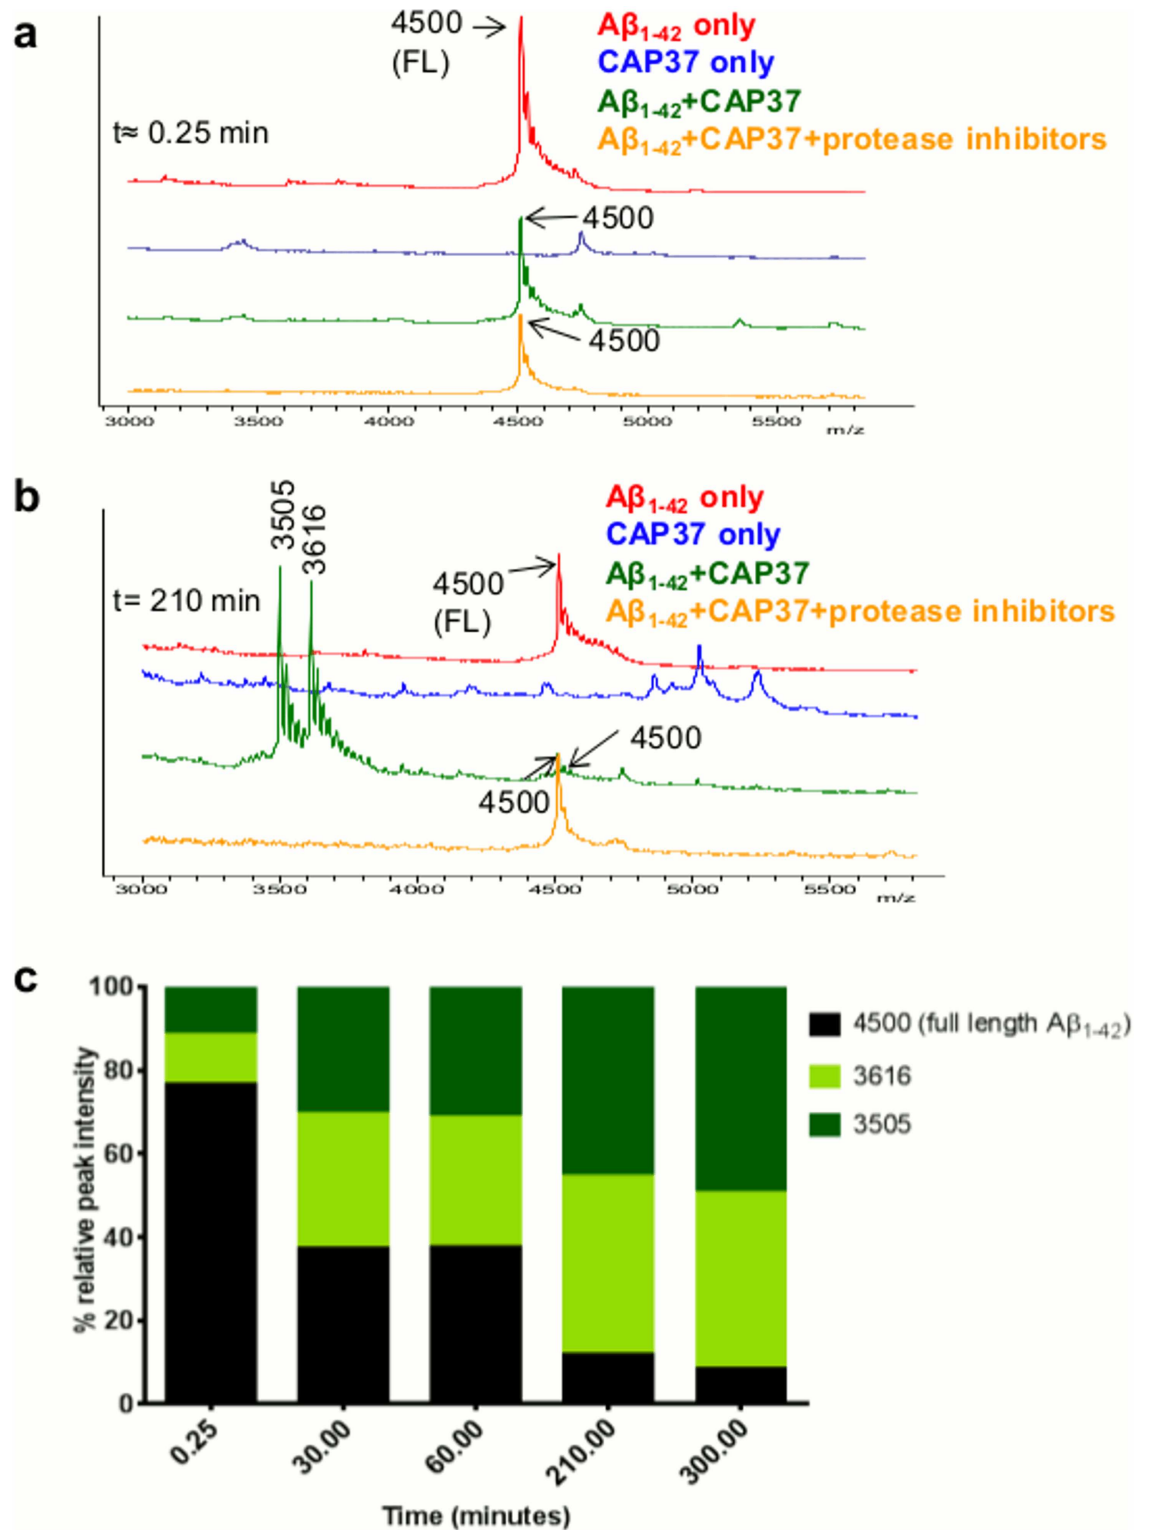 a
4500
(FL)
Aβ1-42 only
CAP37 only
Aβ1-42+CAP37
Aβ1-42+CAP37+protease inhibitors
t≈ 0.25 min
4500
4500
3000 3500 4000 4500 5000 5500
m/z
b
3505
3616
Aβ1-42 only
CAP37 only
Aβ1-42+CAP37
Aβ1-42+CAP37+protease inhibitors
t= 210 min
4500
(FL)
4500
4500
3000 3500 4000 4500 5000 5500
m/z
c
% relative peak intensity
100
80
60
40
20
0
4500 (full length Aβ1-42)
3616
3505
0.25 30.00 60.00 210.00 300.00
Time (minutes)